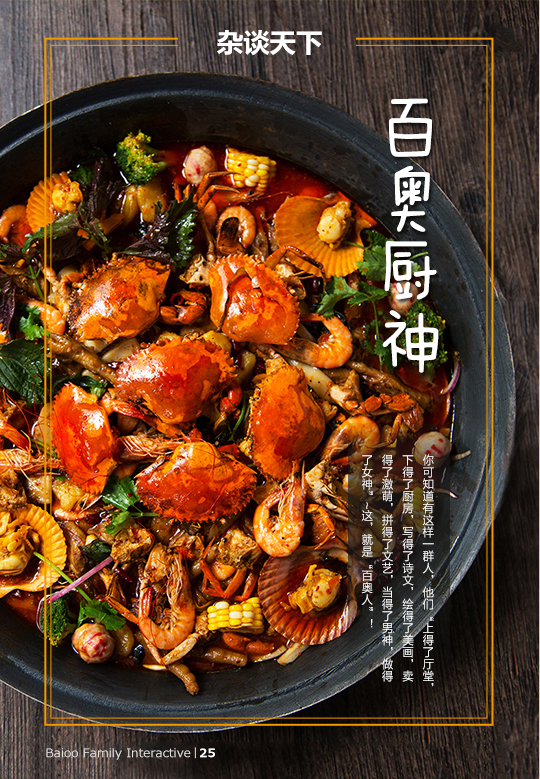 杂谈天下
百奥厨神
你可知道有这样一群人，他们“上得了厅堂，
下得了厨房，写得了诗文，绘得了美画，卖
得了激萌，拼得了文艺，当得了男神，做得
了女神”~这，就是“百奥人”！
Baioo Family Interactive | 25